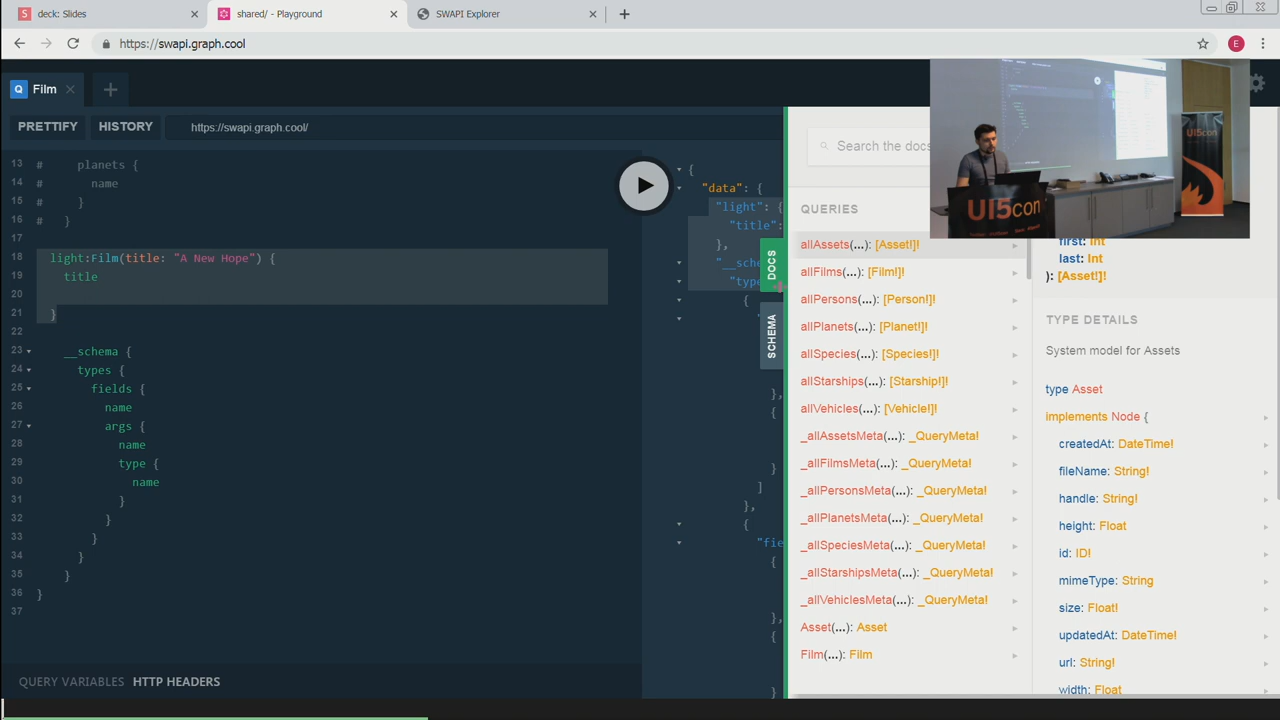 deck: Slides
shared/ - Playground
SWAPI Explorer
https://swapi.graph.cool
E
Q Film
PRETTIFY
HISTORY
https://swapi.graph.cool/
13 # planets {
14 # name
15 # }
16 # }
17
18 light:Film(title: "A New Hope") {
19 title
20
21 }
22
23 __schema {
24 types {
25 fields {
26 name
27 args {
28 name
29 type {
30 name
31 }
32 }
33 }
34 }
35 }
36 }
37
QUERY VARIABLES HTTP HEADERS
{
"data": {
"light": {
"title":
},
"__sche
"type
{
},
{
}
]
},
{
"fie
{
},
{
}
DOCS
SCHEMA
Search the docs
QUERIES
allAssets(...): [Asset!]!
allFilms(...): [Film!]!
allPersons(...): [Person!]!
allPlanets(...): [Planet!]!
allSpecies(...): [Species!]!
allStarships(...): [Starship!]!
allVehicles(...): [Vehicle!]!
_allAssetsMeta(...): _QueryMeta!
_allFilmsMeta(...): _QueryMeta!
_allPersonsMeta(...): _QueryMeta!
_allPlanetsMeta(...): _QueryMeta!
_allSpeciesMeta(...): _QueryMeta!
_allStarshipsMeta(...): _QueryMeta!
_allVehiclesMeta(...): _QueryMeta!
Asset(...): Asset
Film(...): Film
UI5con
UI5con
first: Int
last: Int
): [Asset!]!
TYPE DETAILS
System model for Assets
type Asset
implements Node {
createdAt: DateTime!
fileName: String!
handle: String!
height: Float
id: ID!
mimeType: String
size: Float!
updatedAt: DateTime!
url: String!
width: Float